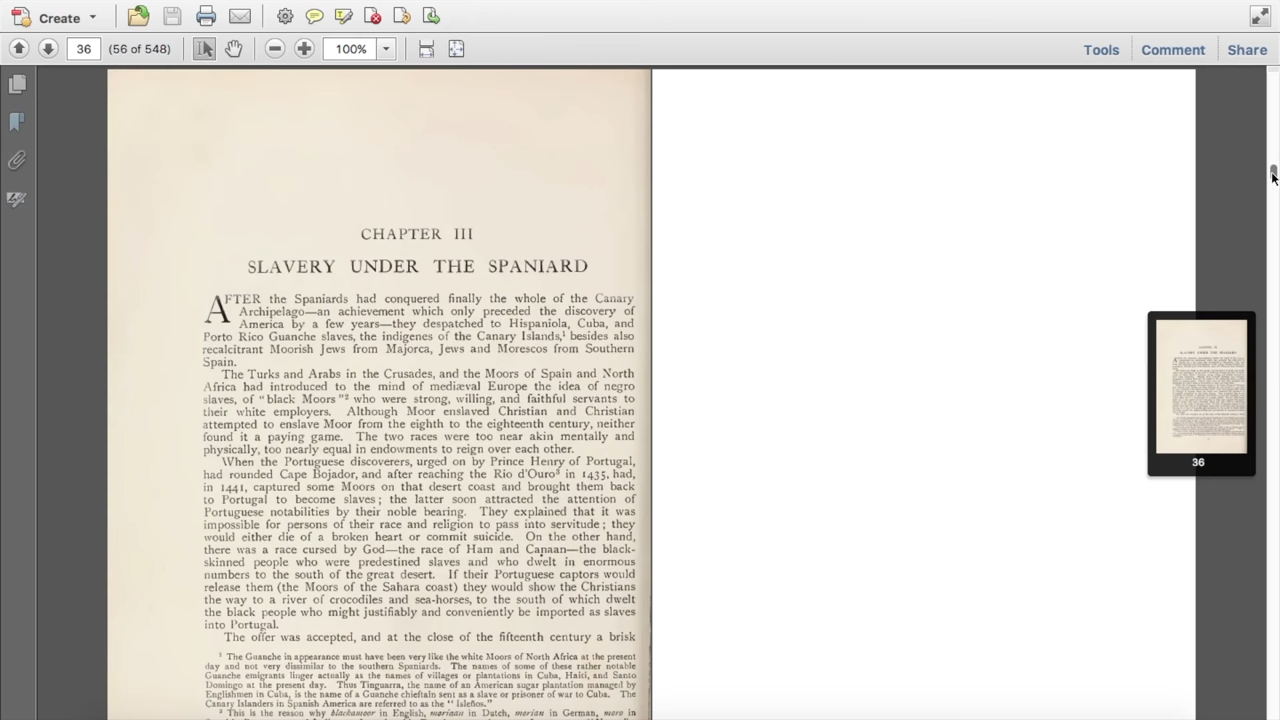 Create
36
(56 of 548)
100%
Tools
Comment
Share
CHAPTER III
SLAVERY UNDER THE SPANIARD
AFTER the Spaniards had conquered finally the whole of the Canary
Archipelago—an achievement which only preceded the discovery of
America by a few years—they despatched to Hispaniola, Cuba, and
Porto Rico Guanche slaves, the indigenes of the Canary Islands,¹ besides also
recalcitrant Moorish Jews from Majorca, Jews and Morescos from Southern
Spain.
The Turks and Arabs in the Crusades, and the Moors of Spain and North
Africa had introduced to the mind of mediæval Europe the idea of negro
slaves, of "black Moors"² who were strong, willing, and faithful servants to
their white employers. Although Moor enslaved Christian and Christian
attempted to enslave Moor from the eighth to the eighteenth century, neither
found it a paying game. The two races were too near akin mentally and
physically, too nearly equal in endowments to reign over each other.
When the Portuguese discoverers, urged on by Prince Henry of Portugal,
had rounded Cape Bojador, and after reaching the Rio d'Ouro³ in 1435, had,
in 1441, captured some Moors on that desert coast and brought them back
to Portugal to become slaves; the latter soon attracted the attention of
Portuguese notabilities by their noble bearing. They explained that it was
impossible for persons of their race and religion to pass into servitude; they
would either die of a broken heart or commit suicide. On the other hand,
there was a race cursed by God—the race of Ham and Canaan—the black-
skinned people who were predestined slaves and who dwelt in enormous
numbers to the south of the great desert. If their Portuguese captors would
release them (the Moors of the Sahara coast) they would show the Christians
the way to a river of crocodiles and sea-horses, to the south of which dwelt
the black people who might justifiably and conveniently be imported as slaves
into Portugal.
The offer was accepted, and at the close of the fifteenth century a brisk
¹ The Guanche in appearance must have been very like the white Moors of North Africa at the present
day and not very dissimilar to the southern Spaniards. The names of some of these rather notable
Guanche emigrants linger actually as the names of villages or plantations in Cuba, Haiti, and Santo
Domingo at the present day. Thus Tinguarra, the name of an American sugar plantation managed by
Englishmen in Cuba, is the name of a Guanche chieftain sent as a slave or prisoner of war to Cuba. The
Canary Islanders in Spanish America are referred to as the "Isleños."
² This is the reason why blackamoor in English, moriaan in Dutch, morian in German, moro in
36